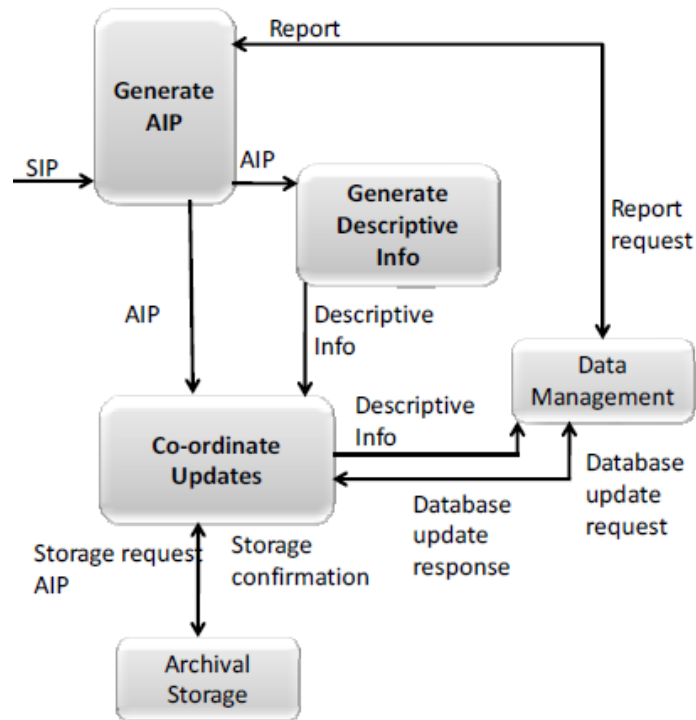 Report
Generate
AIP
SIP
AIP
Generate
Descriptive
Info
Report
request
AIP
Descriptive
Info
Data
Management
Descriptive
Info
Co-ordinate
Updates
Database
update
request
Database
update
response
Storage request
AIP
Storage
confirmation
Archival
Storage